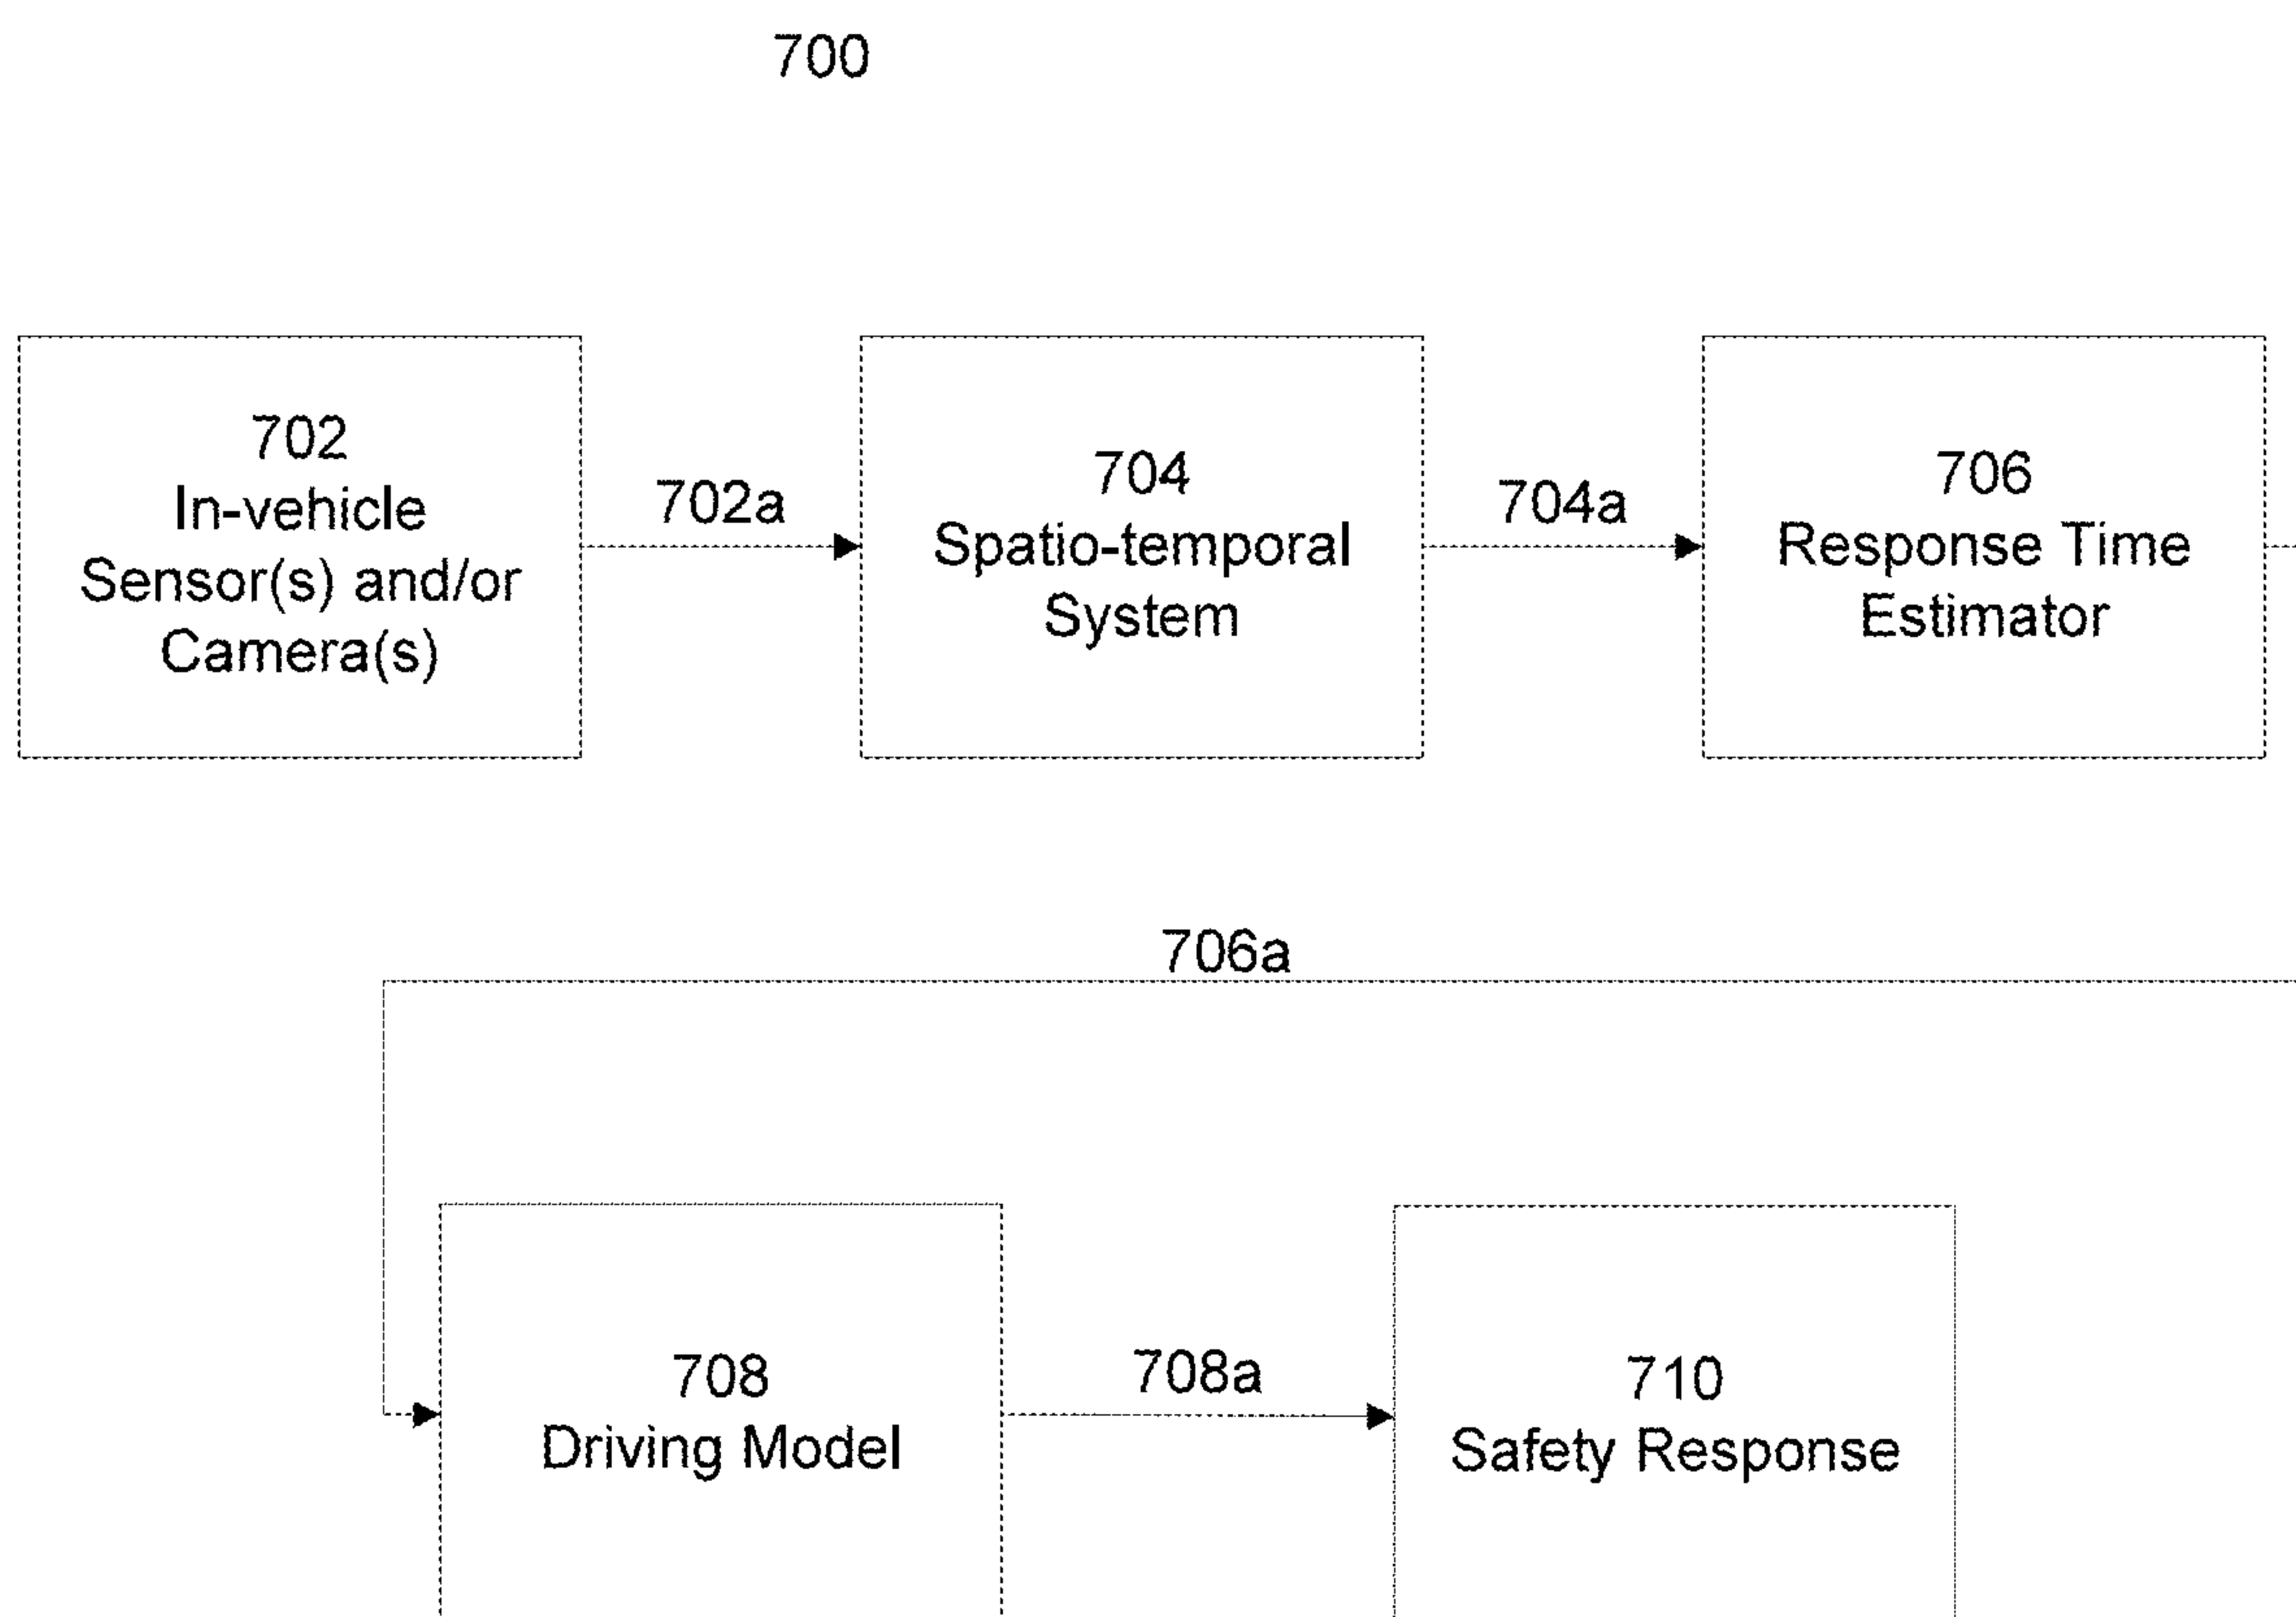 700
702
In-vehicle
Sensor(s) and/or
Camera(s)
702a
704
Spatio-temporal
System
704a
706
Response Time
Estimator
706a
708
Driving Model
708a
710
Safety Response